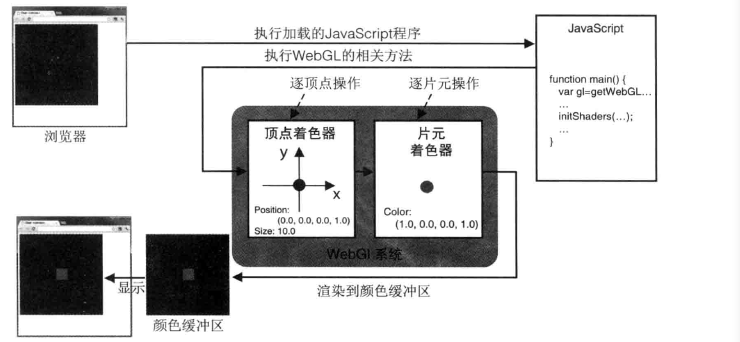 执行加载的JavaScript程序
JavaScript
执行WebGL的相关方法
逐顶点操作
逐片元操作
function main() {
var gl=getWebGL…
…
initShaders(…);
…
}
浏览器
顶点着色器
片元
着色器
y
x
Position:
(0.0, 0.0, 0.0, 1.0)
Size: 10.0
Color:
(1.0, 0.0, 0.0, 1.0)
WebGl 系统
显示
渲染到颜色缓冲区
颜色缓冲区